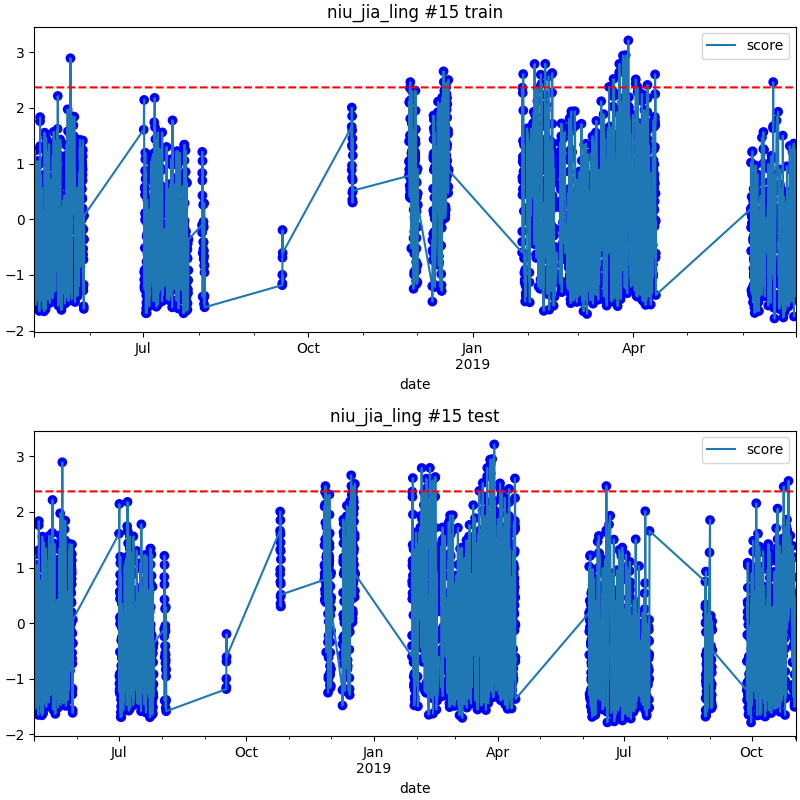 niu_jia_ling #15 train
score
3
2
1
0
−1
−2
Jul Oct Jan Apr
2019
date
niu_jia_ling #15 test
score
3
2
1
0
−1
−2
Jul Oct Jan Apr Jul Oct
2019
date